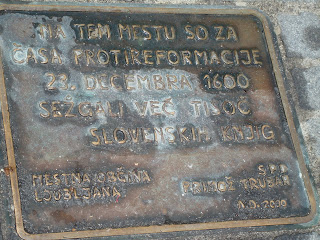 NA TEM MESTU SO ZA
ČASA PROTIREFORMACIJE
23. DECEMBRA 1600
SEŽGALI VEČ TISOČ
SLOVENSKIH KNJIG
MESTNA OBČINA
LJUBLJANA
SPD
PRIMOŽ TRUBAR